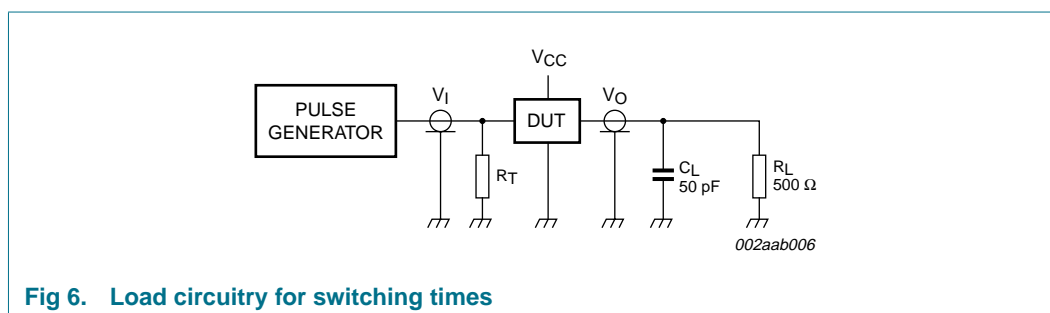 VCC
PULSE
GENERATOR
VI
DUT
VO
RT
CL
50 pF
RL
500 Ω
002aab006
Fig 6. Load circuitry for switching times